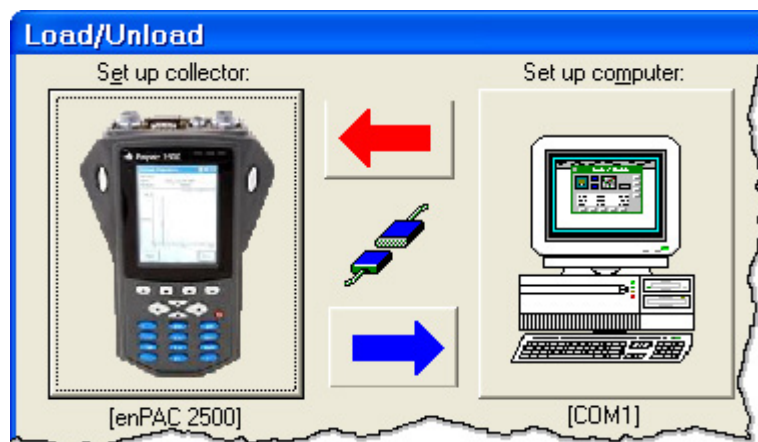 Load/Unload
Set up collector:
Set up computer:
[enPAC 2500]
[COM1]